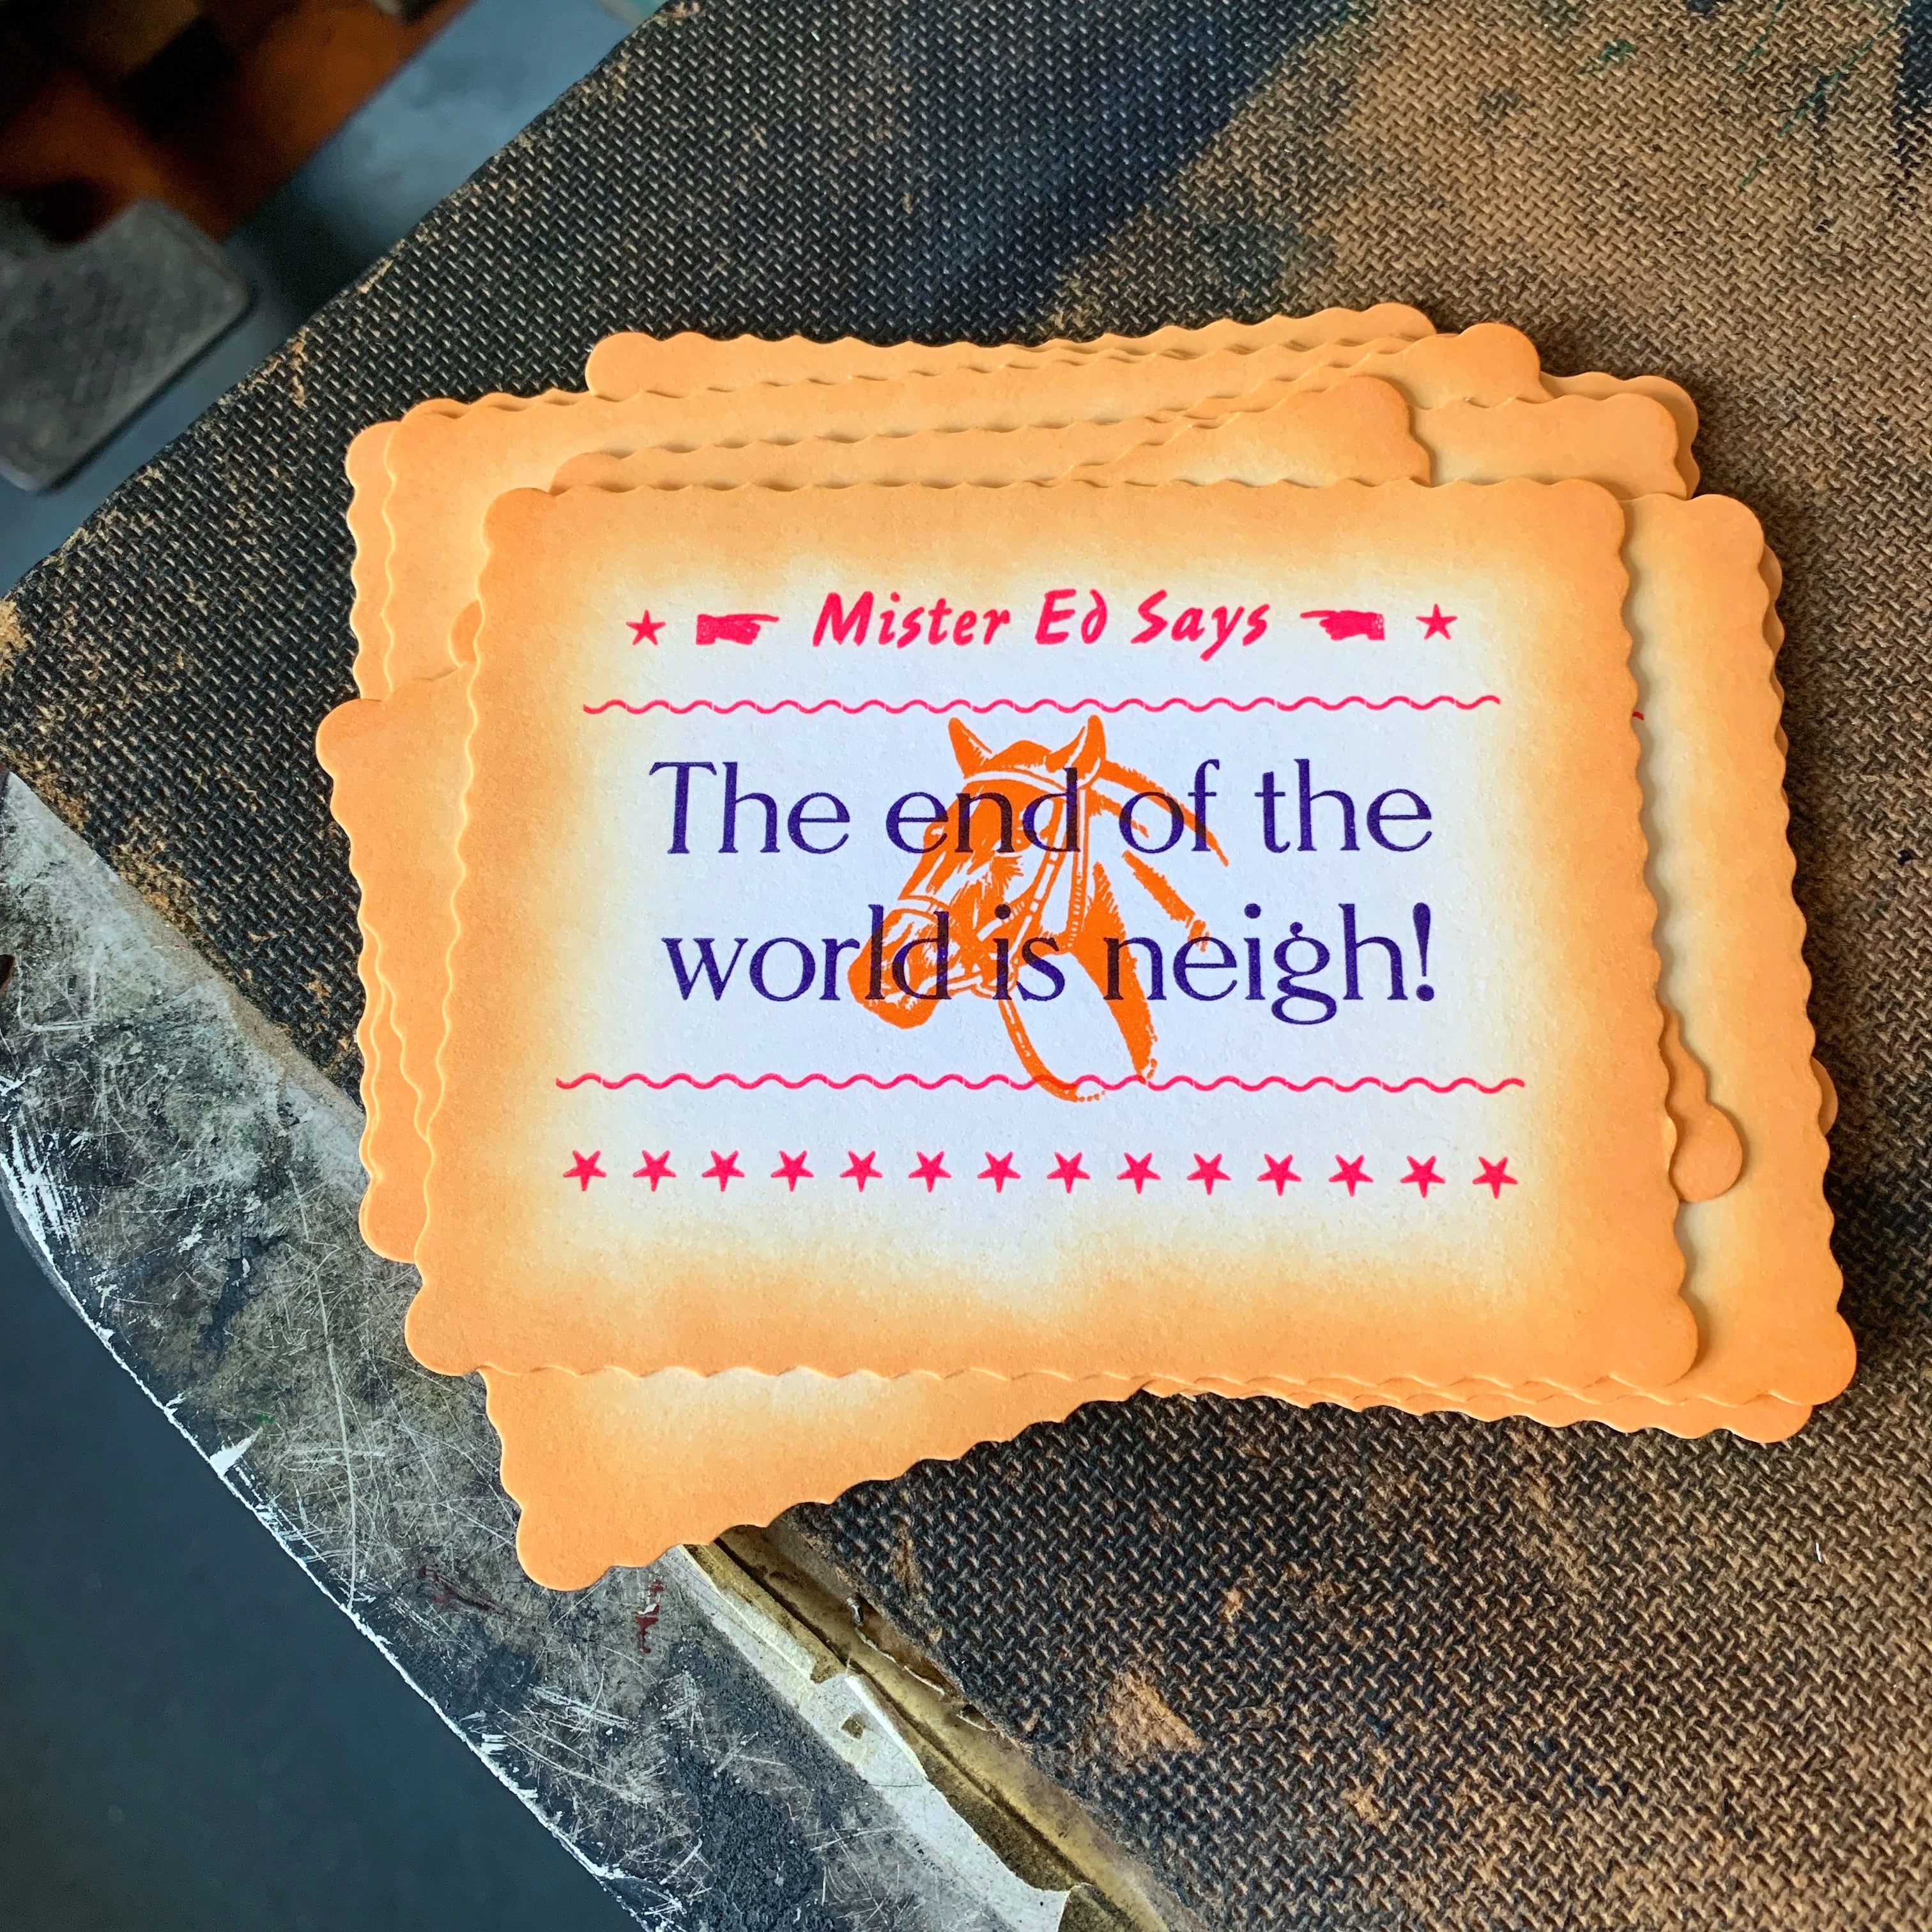 Mister Ed Says
The end of the
world is neigh!